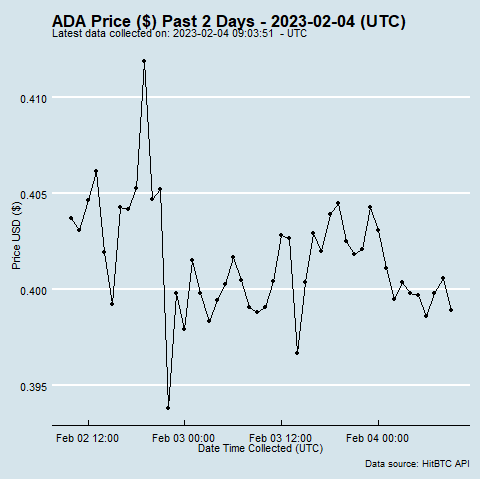 ADA Price ($) Past 2 Days - 2023-02-04 (UTC)
Latest data collected on: 2023-02-04 09:03:51 - UTC
0.410
0.405
0.400
0.395
Price USD ($)
Feb 02 12:00 Feb 03 00:00 Feb 03 12:00 Feb 04 00:00
Date Time Collected (UTC)
Data source: HitBTC API